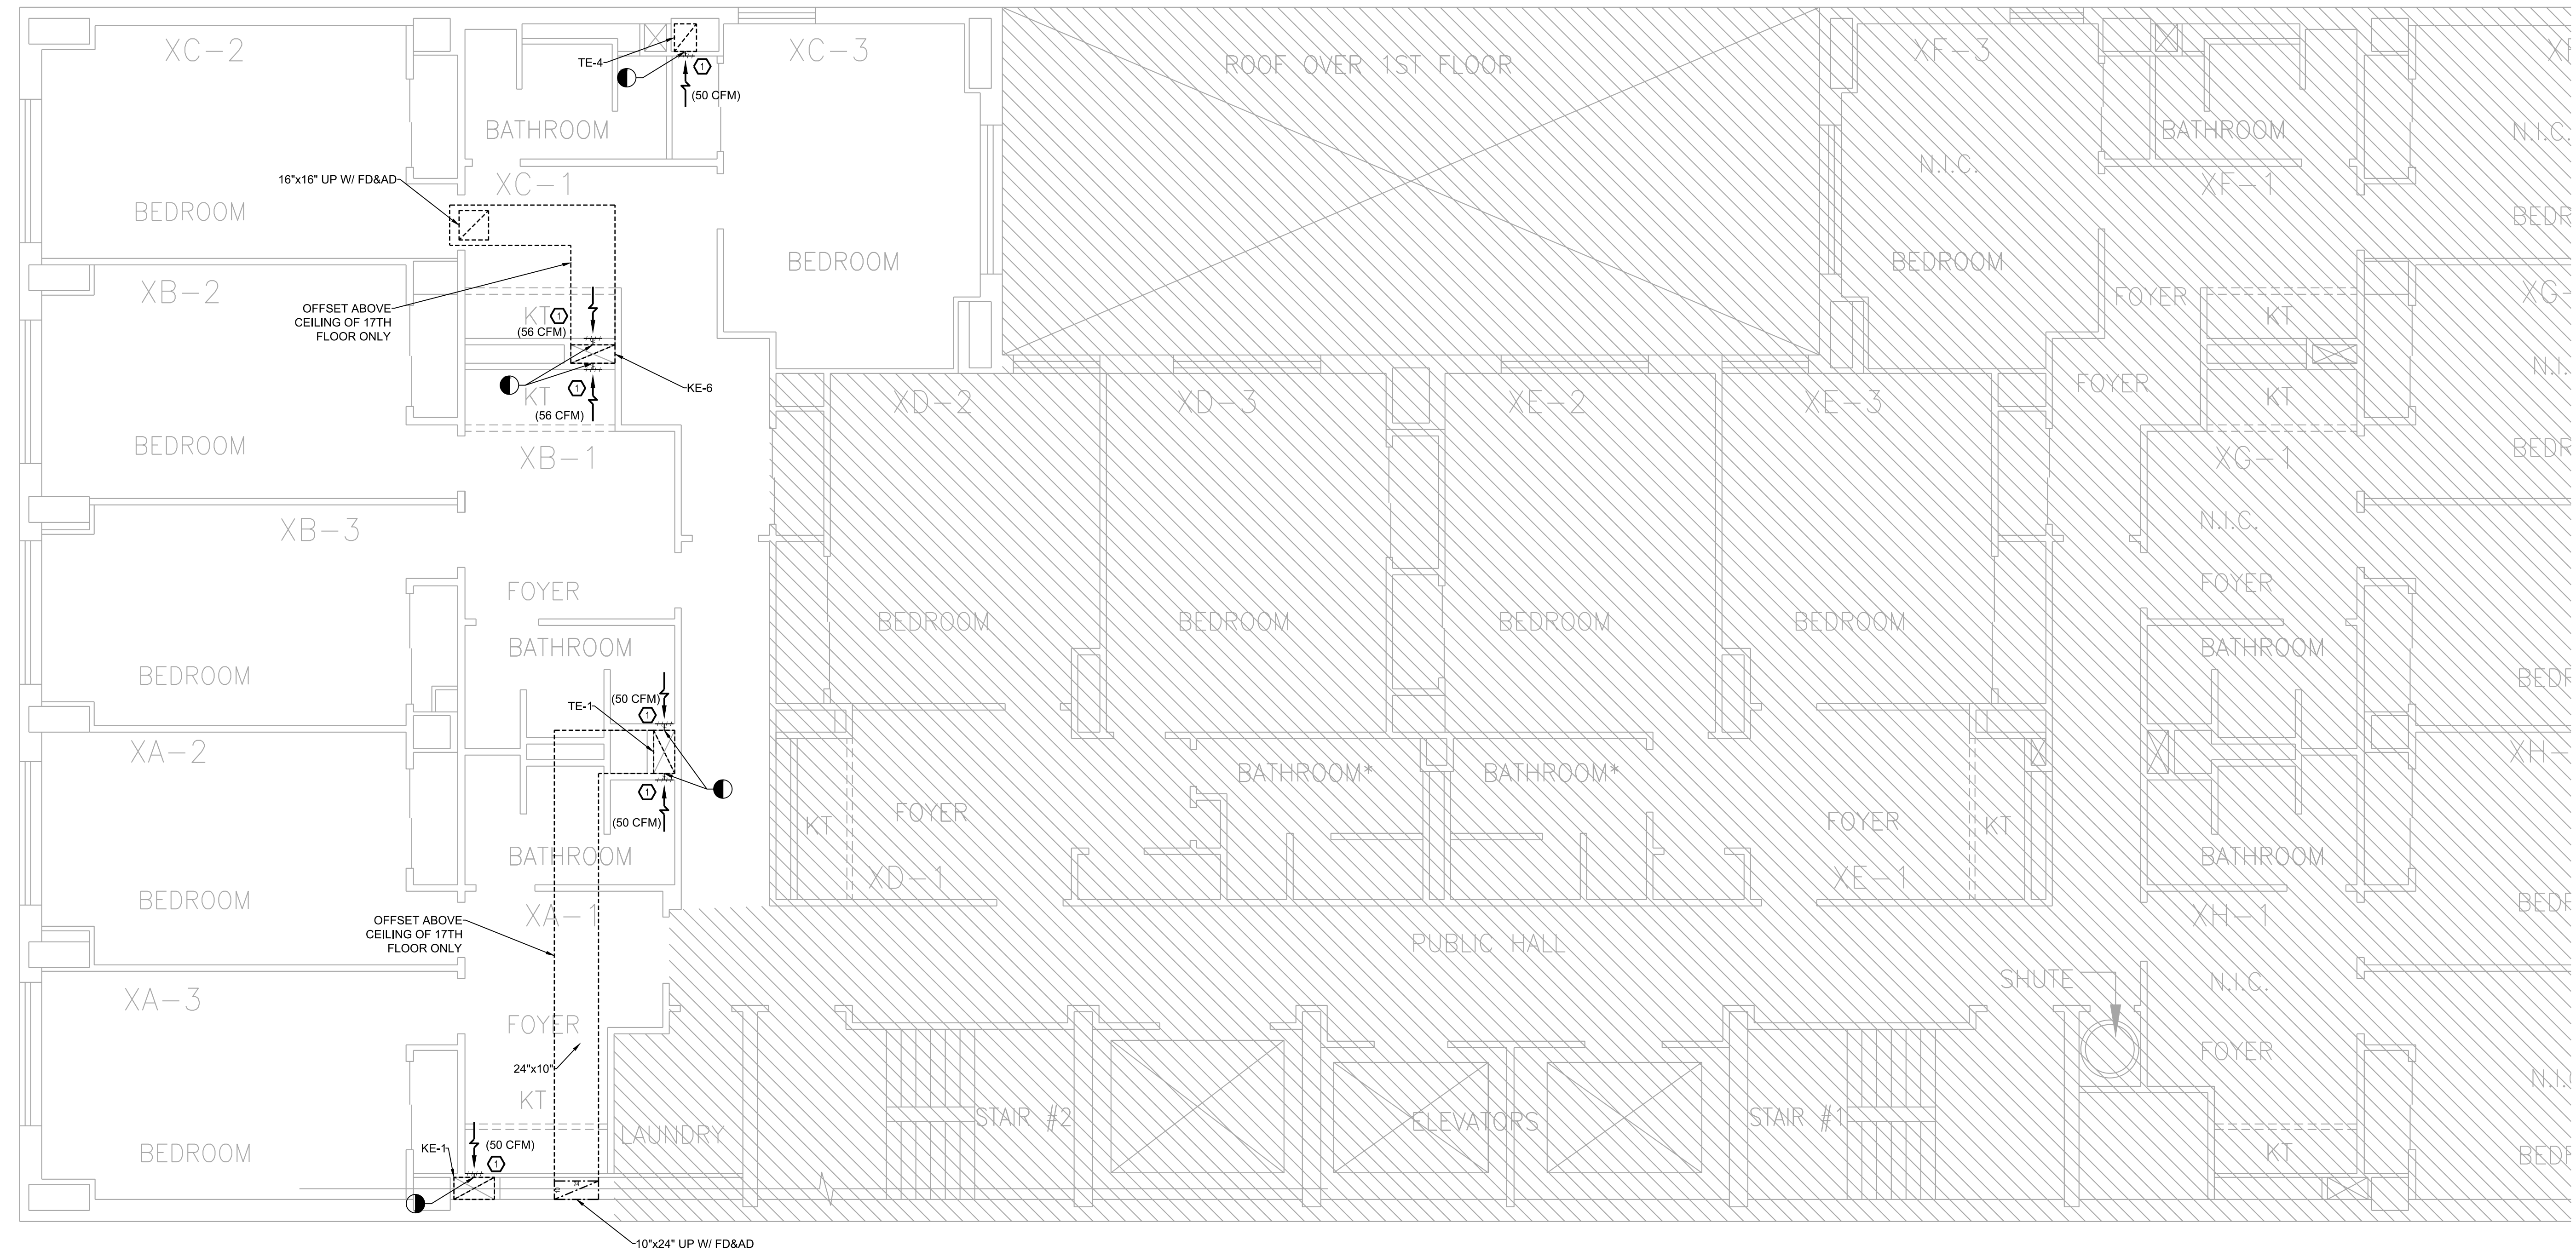 XC-2
XC-3
ROOF OVER 1ST FLOOR
XF-3
TE-4
1
(50 CFM)
BATHROOM
BATHROOM
N.I.C.
N.I.C.
16"x16" UP W/ FD&AD
XC-1
XF-1
BEDROOM
BEDROOM
BEDROOM
XB-2
OFFSET ABOVE
CEILING OF 17TH
FLOOR ONLY
KT
1
(56 CFM)
FOYER
KT
XG-
KE-6
1
KT
(56 CFM)
FOYER
KT
N.I.
XD-2
XD-3
XE-2
XE-3
BEDROOM
XB-1
XG-1
XB-3
N.I.C.
FOYER
FOYER
BEDROOM
BEDROOM
BEDROOM
BEDROOM
BATHROOM
BATHROOM
BEDROOM
(50 CFM)
TE-1
1
XA-2
XH-
BATHROOM*
BATHROOM*
1
(50 CFM)
KT
FOYER
FOYER
KT
BATHROOM
BATHROOM
XD-1
XE-1
BEDROOM
OFFSET ABOVE
CEILING OF 17TH
FLOOR ONLY
XA-1
XH-1
PUBLIC HALL
SHUTE
N.I.C.
XA-3
FOYER
FOYER
24"x10"
KT
STAIR #2
ELEVATORS
STAIR #1
LAUNDRY
KE-1
(50 CFM)
1
BEDROOM
KT
10"x24" UP W/ FD&AD